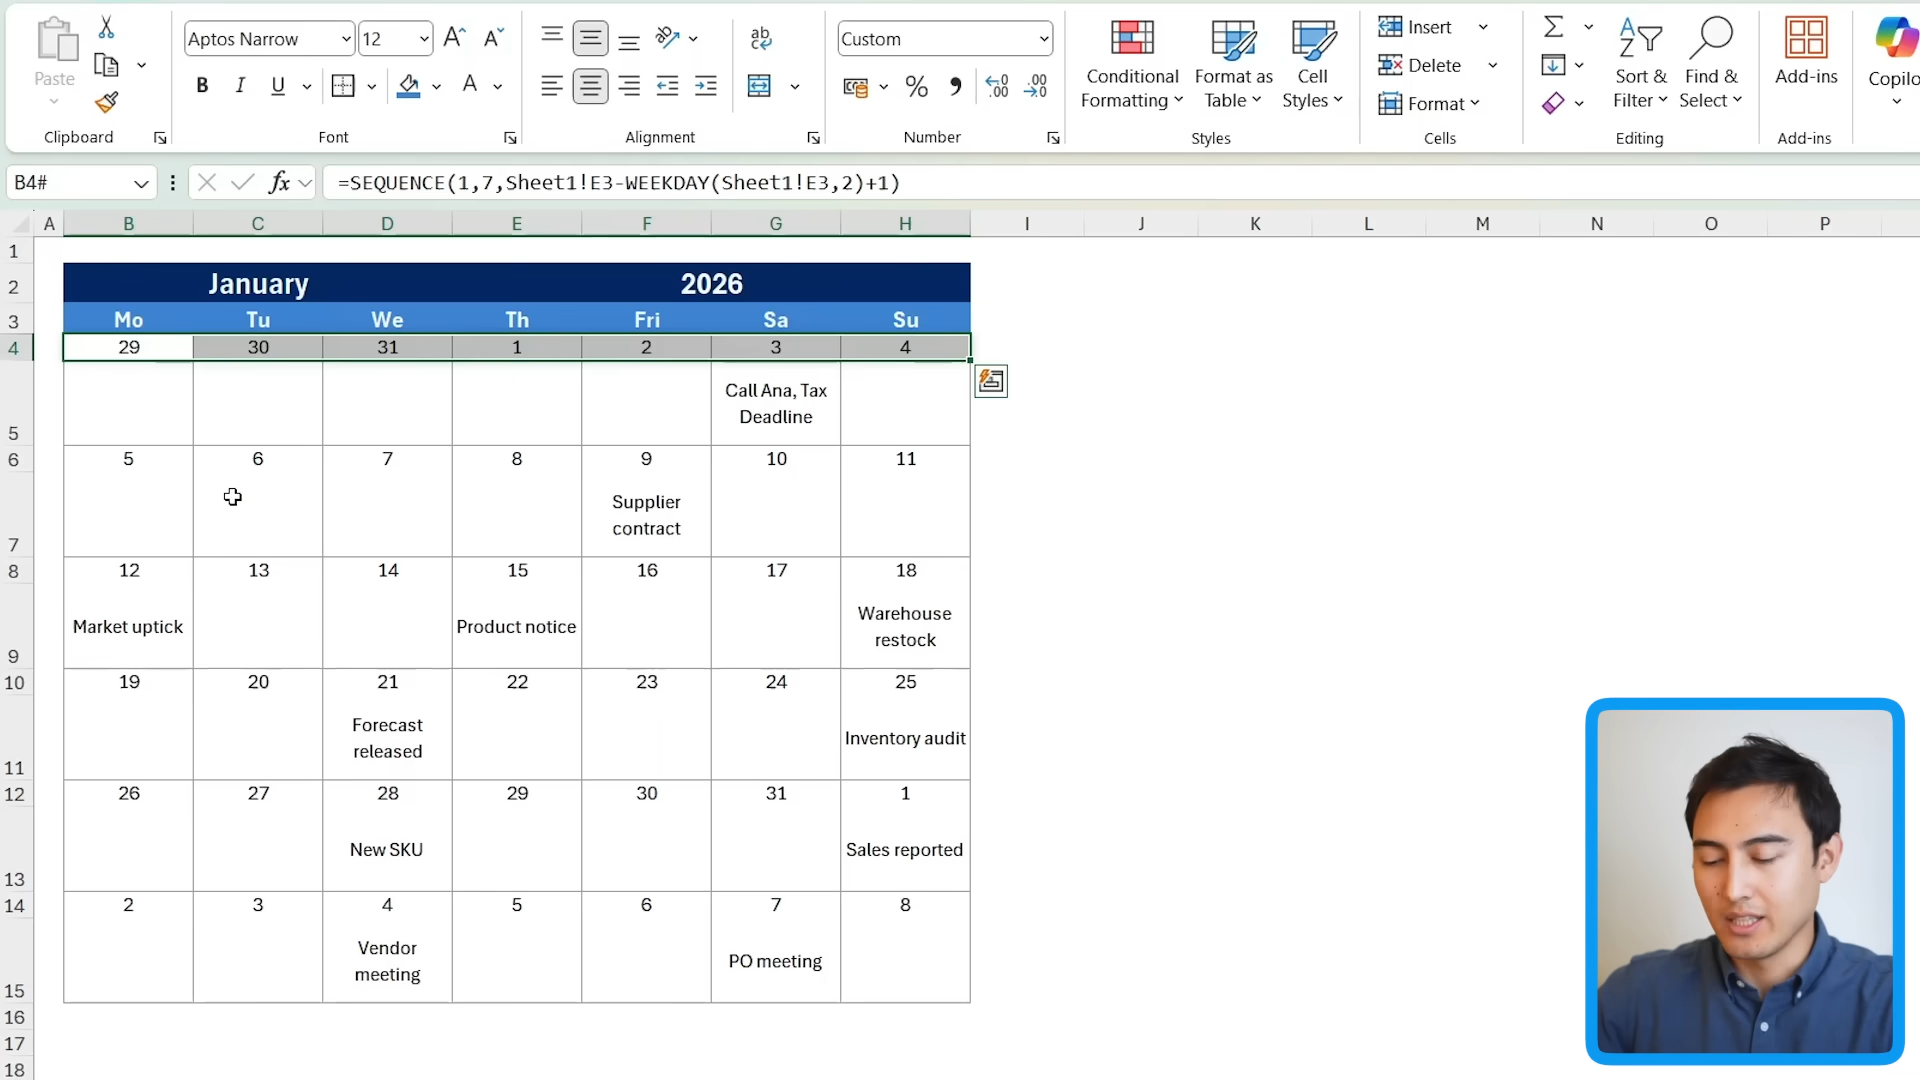 Paste
Clipboard
Aptos Narrow 12
B I U A
Font
Alignment
Custom
Number
Conditional Formatting
Format as Table
Cell Styles
Styles
Insert
Delete
Format
Cells
Sort & Filter
Find & Select
Editing
Add-ins
Add-ins
Copilo
B4# fx =SEQUENCE(1,7,Sheet1!E3-WEEKDAY(Sheet1!E3,2)+1)
A B C D E F G H I J K L M N O P
1
2 January 2026
3 Mo Tu We Th Fri Sa Su
4 29 30 31 1 2 3 4
5 Call Ana, Tax Deadline
6 5 6 7 8 9 10 11
7 Supplier contract
8 12 13 14 15 16 17 18
9 Market uptick Product notice Warehouse restock
10 19 20 21 22 23 24 25
11 Forecast released Inventory audit
12 26 27 28 29 30 31 1
13 New SKU Sales reported
14 2 3 4 5 6 7 8
15 Vendor meeting PO meeting
16
17
18